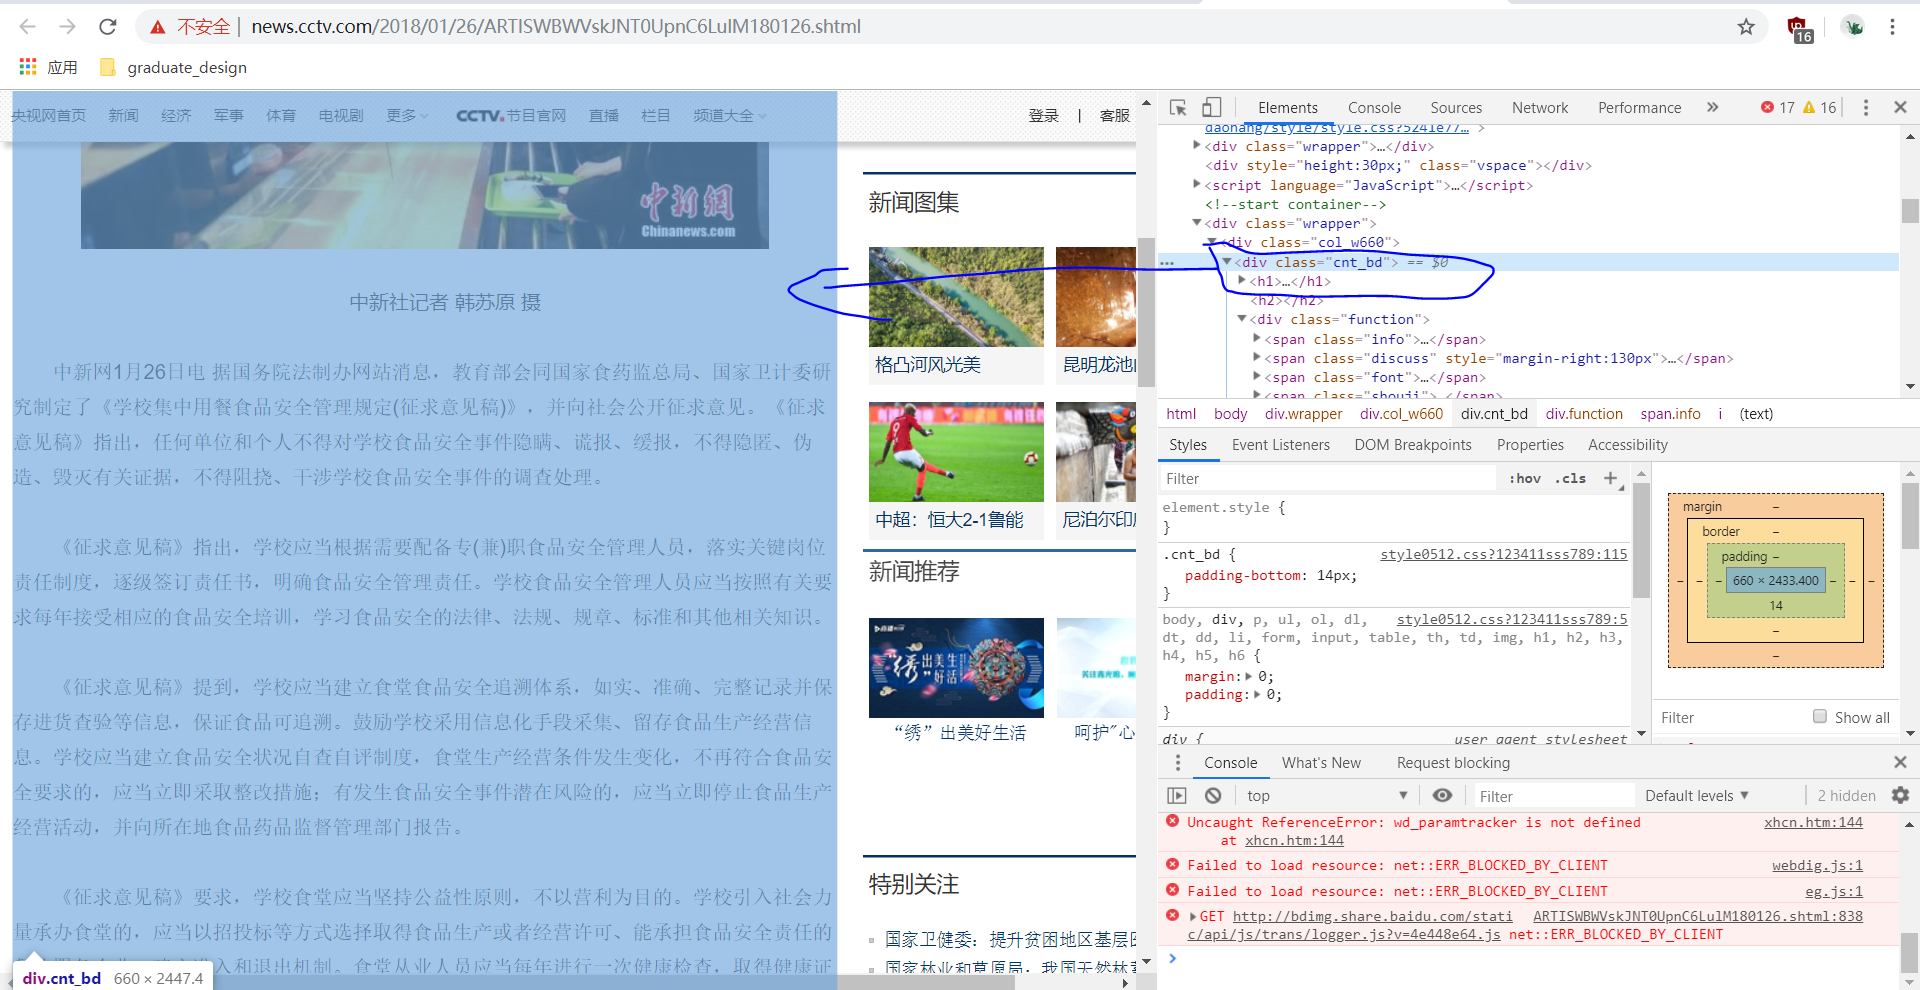 不安全 | news.cctv.com/2018/01/26/ARTISWBWVskJNT0UpnC6LuIM180126.shtml
16
应用 graduate_design
央视网首页 新闻 经济 军事 体育 电视剧 更多 CCTV.节目官网 直播 栏目 频道大全 登录 | 客服
中新網
Chinanews.com
中新社记者 韩苏原 摄
中新网1月26日电 据国务院法制办网站消息，教育部会同国家食药监总局、国家卫计委研
究制定了《学校集中用餐食品安全管理规定(征求意见稿)》，并向社会公开征求意见。《征求
意见稿》指出，任何单位和个人不得对学校食品安全事件隐瞒、谎报、缓报，不得隐匿、伪
造、毁灭有关证据，不得阻挠、干涉学校食品安全事件的调查处理。
《征求意见稿》指出，学校应当根据需要配备专(兼)职食品安全管理人员，落实关键岗位
责任制度，逐级签订责任书，明确食品安全管理责任。学校食品安全管理人员应当按照有关要
求每年接受相应的食品安全培训，学习食品安全的法律、法规、规章、标准和其他相关知识。
《征求意见稿》提到，学校应当建立食堂食品安全追溯体系，如实、准确、完整记录并保
存进货查验等信息，保证食品可追溯。鼓励学校采用信息化手段采集、留存食品生产经营信
息。学校应当建立食品安全状况自查自评制度，食堂生产经营条件发生变化，不再符合食品安
全要求的，应当立即采取整改措施；有发生食品安全事件潜在风险的，应当立即停止食品生产
经营活动，并向所在地食品药品监督管理部门报告。
《征求意见稿》要求，学校食堂应当坚持公益性原则，不以营利为目的。学校引入社会力
量承办食堂的，应当以招投标等方式选择取得食品生产或者经营许可、能承担食品安全责任的
入和退出机制。食堂从业人员应当每年进行一次健康检查，取得健康证
div.cnt_bd 660 × 2447.4
新闻图集
格凸河风光美 昆明龙池
中超：恒大2-1鲁能 尼泊尔印
新闻推荐
“绣”出美生活好
“绣”出美好生活 呵护"心
特别关注
国家卫健委：提升贫困地区基层
国家林业和草原局：我国天然林
Elements Console Sources Network Performance » 17 16
daohang/style/style.css?5241e77… >
<div class="wrapper">…</div>
<div style="height:30px;" class="vspace"></div>
<script language="JavaScript">…</script>
<!--start container-->
<div class="wrapper">
<div class="col_w660">
<div class="cnt_bd"> == $0
<h1>…</h1>
<h2></h2>
<div class="function">
<span class="info">…</span>
<span class="discuss" style="margin-right:130px">…</span>
<span class="font">…</span>
<span class="shouji">…</span>
html body div.wrapper div.col_w660 div.cnt_bd div.function span.info i (text)
Styles Event Listeners DOM Breakpoints Properties Accessibility
Filter :hov .cls +
element.style {
}
.cnt_bd { style0512.css?123411sss789:115
padding-bottom: 14px;
}
body, div, p, ul, ol, dl, style0512.css?123411sss789:5
dt, dd, li, form, input, table, th, td, img, h1, h2, h3,
h4, h5, h6 {
margin: 0;
padding: 0;
}
div { user agent stylesheet
margin –
border –
padding –
– – – 660 × 2433.400 – – –
14
–
–
Filter Show all
Console What's New Request blocking
top Filter Default levels 2 hidden
Uncaught ReferenceError: wd_paramtracker is not defined xhcn.htm:144
at xhcn.htm:144
Failed to load resource: net::ERR_BLOCKED_BY_CLIENT webdig.js:1
Failed to load resource: net::ERR_BLOCKED_BY_CLIENT eg.js:1
GET http://bdimg.share.baidu.com/stati ARTISWBWVskJNT0UpnC6LulM180126.shtml:838
c/api/js/trans/logger.js?v=4e448e64.js net::ERR_BLOCKED_BY_CLIENT